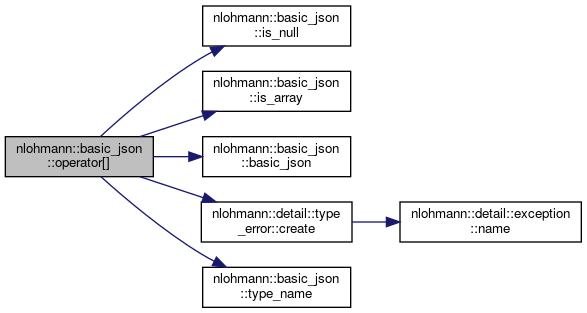 nlohmann::basic_json
::is_null
nlohmann::basic_json
::is_array
nlohmann::basic_json
::operator[]
nlohmann::basic_json
::basic_json
nlohmann::detail::type
_error::create
nlohmann::detail::exception
::name
nlohmann::basic_json
::type_name